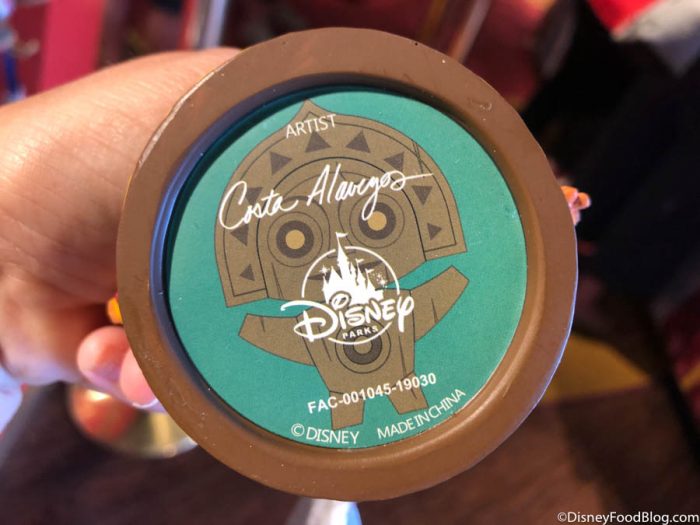 ARTIST
Costa Alavezos
Disney
PARKS
FAC-001045-19030
© DISNEY MADE IN CHINA
©DisneyFoodBlog.com